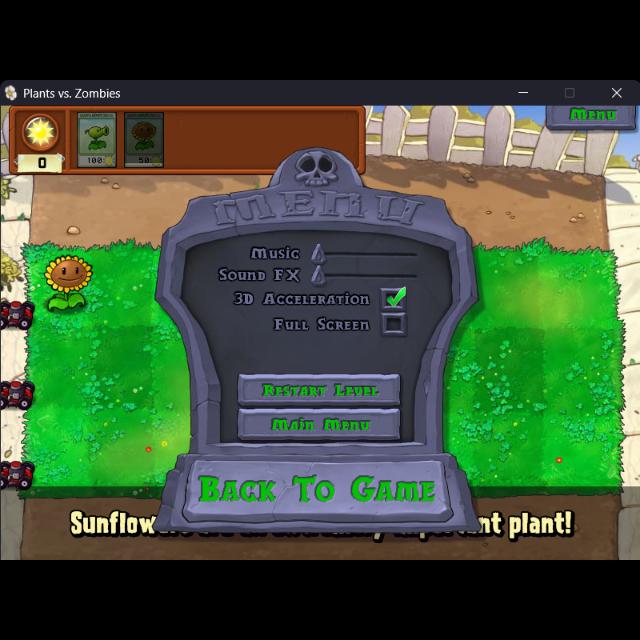 Plants vs. Zombies
Menu
0
100
50
MENU
Music
Sound FX
3D Acceleration
Full Screen
Restart Level
Main Menu
Back To Game
Sunflow
nt plant!